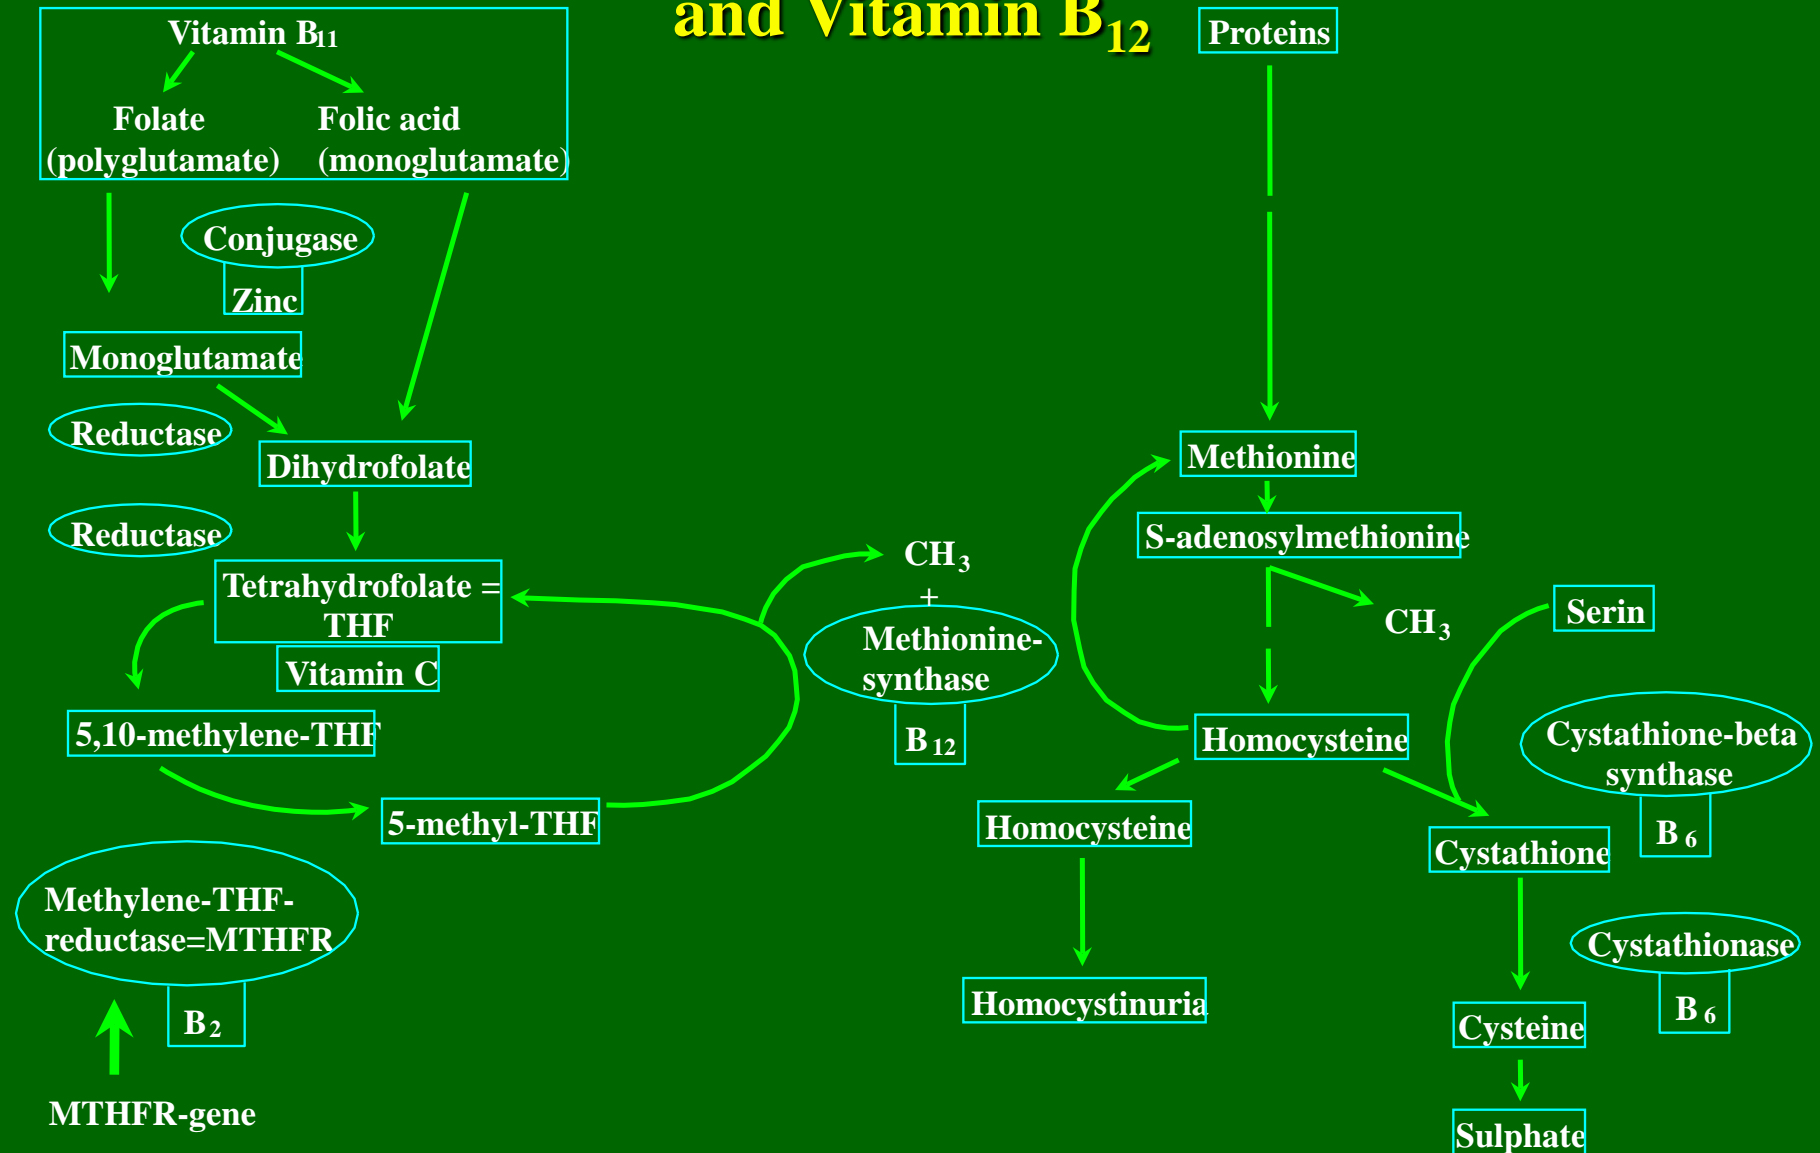 and Vitamin B12
Vitamin B11
Folate
(polyglutamate)
Folic acid
(monoglutamate)
Conjugase
Zinc
Monoglutamate
Reductase
Dihydrofolate
Reductase
Tetrahydrofolate =
THF
Vitamin C
5,10-methylene-THF
5-methyl-THF
Methylene-THF-
reductase=MTHFR
B2
MTHFR-gene
CH3
+
Methionine-
synthase
B12
Proteins
Methionine
S-adenosylmethionine
CH3
Serin
Homocysteine
Cystathione-beta
synthase
B6
Homocysteine
Cystathione
Homocystinuria
Cystathionase
B6
Cysteine
Sulphate